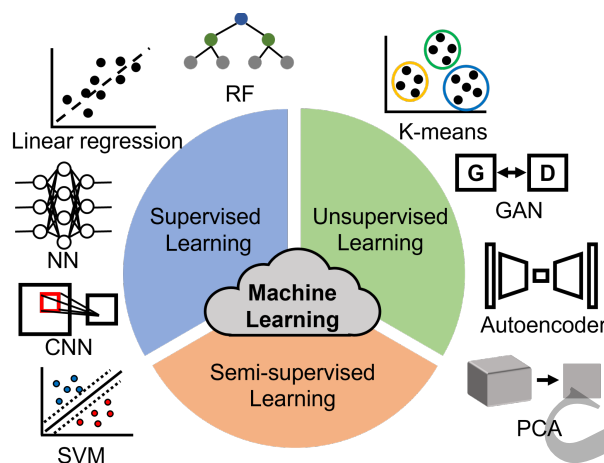 RF
Linear regression
K-means
G
D
GAN
NN
Supervised
Learning
Unsupervised
Learning
Machine
Learning
Autoencoder
CNN
Semi-supervised
Learning
SVM
PCA